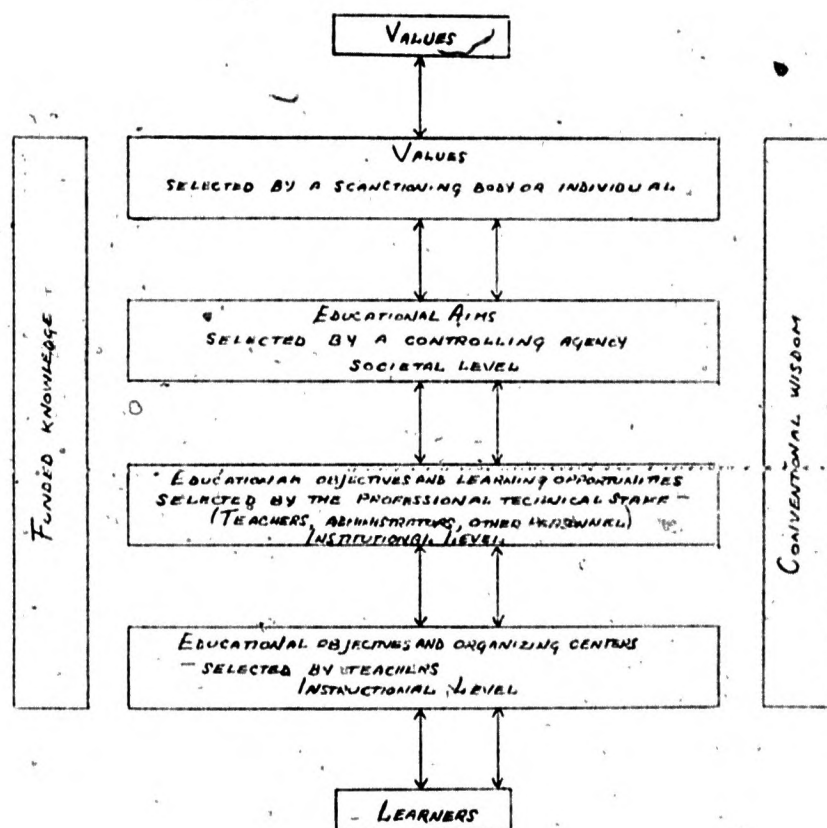 VALUES
VALUES
SELECTED BY A SCANCTIONING BODY OR INDIVIDUAL
EDUCATIONAL AIMS
SELECTED BY A CONTROLLING AGENCY
SOCIETAL LEVEL
EDUCATIONAL OBJECTIVES AND LEARNING OPPORTUNITIES
SELECTED BY THE PROFESSIONAL TECHNICAL STAFF
(TEACHERS, ADMINISTRATORS, OTHER PERSONNEL)
INSTITUTIONAL LEVEL
EDUCATIONAL OBJECTIVES AND ORGANIZING CENTERS
SELECTED BY TEACHERS
INSTRUCTIONAL LEVEL
LEARNERS
FUNDED KNOWLEDGE
CONVENTIONAL WISDOM